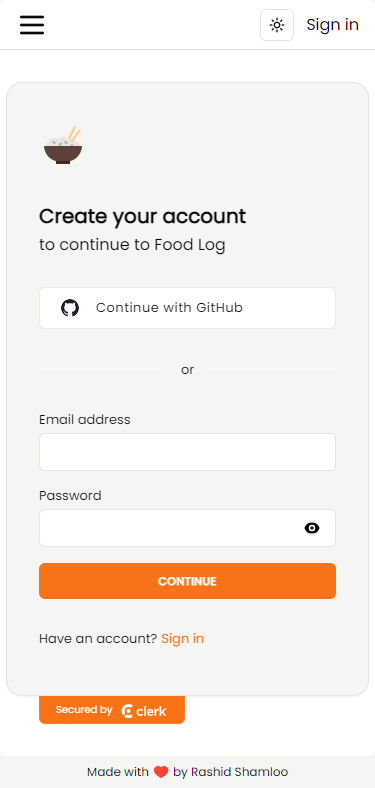 Sign in
Create your account
to continue to Food Log
Continue with GitHub
or
Email address
Password
CONTINUE
Have an account? Sign in
Secured by clerk
Made with ❤️ by Rashid Shamloo